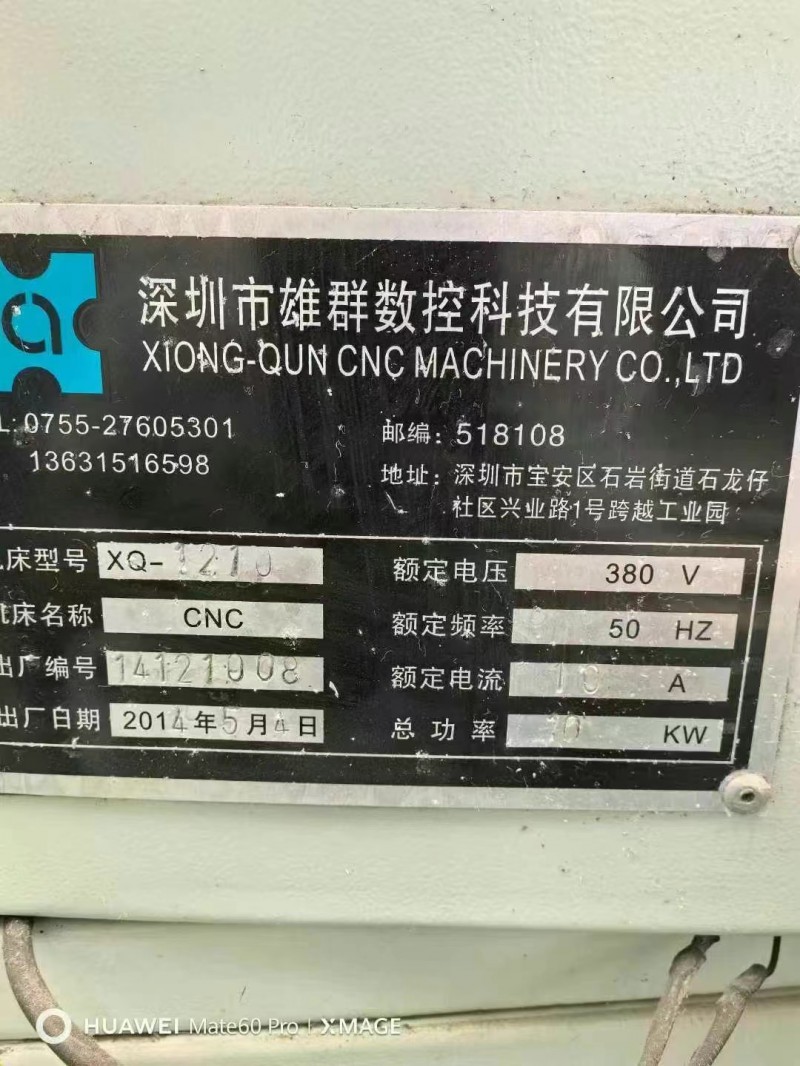 深圳市雄群数控科技有限公司
XIONG-QUN CNC MACHINERY CO.,LTD
L:0755-27605301
13631516598
邮编:518108
地址:深圳市宝安区石岩街道石龙仔
社区兴业路1号跨越工业园
床型号 XQ-1210
机床名称 CNC
出厂编号 14121008
出厂日期 2014年5月4日
额定电压 380 V
额定频率 50 HZ
额定电流 10 A
总功率 10 KW
HUAWEI Mate60 Pro | XMAGE